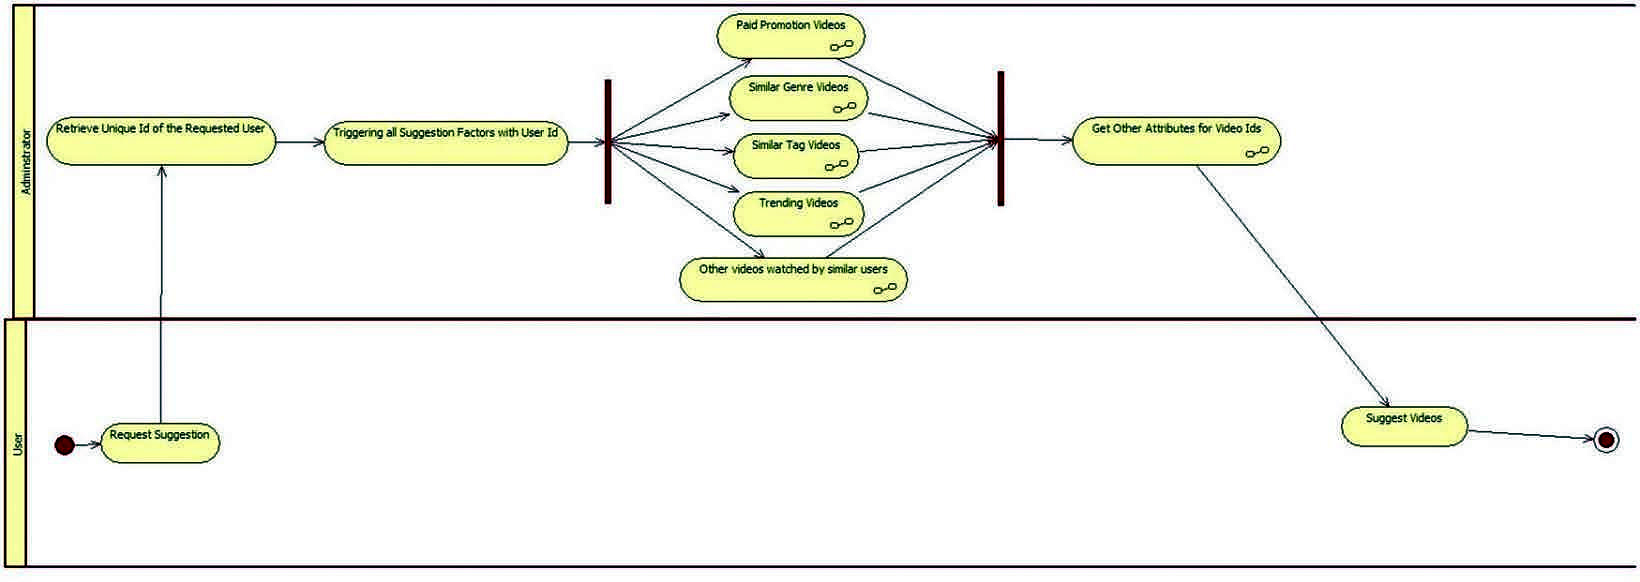 Adminstrator
Paid Promotion Videos
Similar Genre Videos
Retrieve Unique Id of the Requested User
Triggering all Suggestion Factors with User Id
Get Other Attributes for Video Ids
Similar Tag Videos
Trending Videos
Other videos watched by similar users
User
Request Suggestion
Suggest Videos